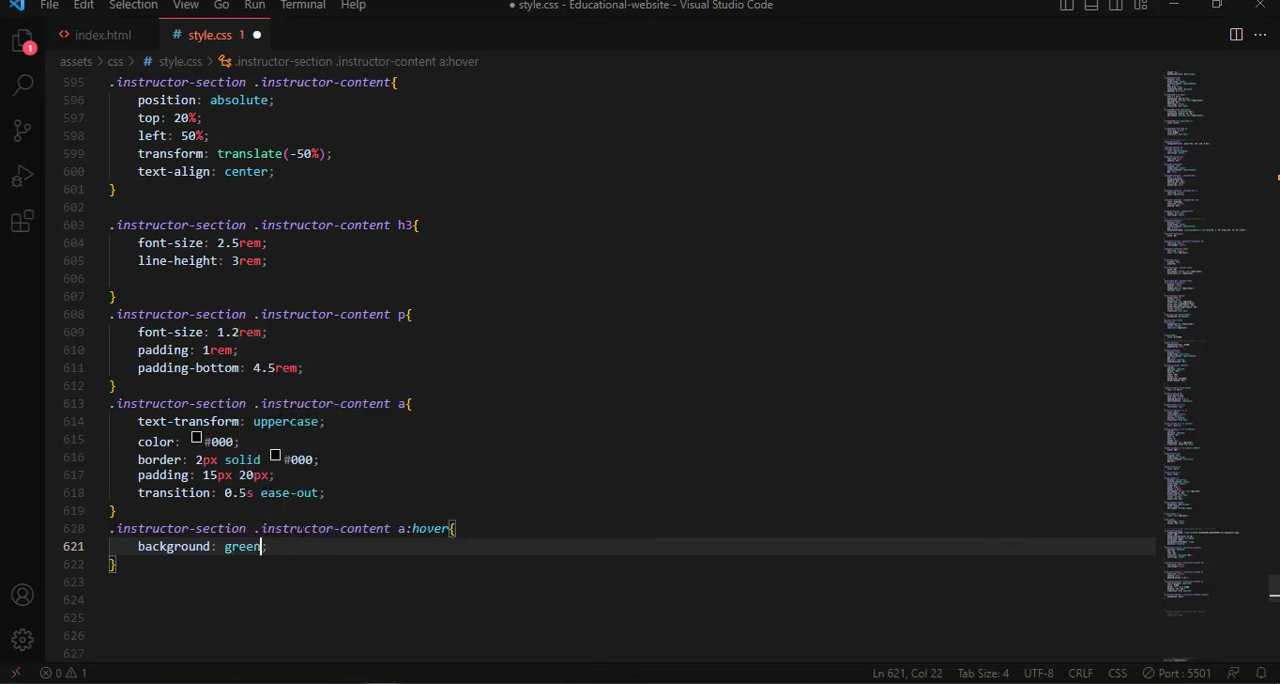 File Edit Selection View Go Run Terminal Help ● style.css - Educational-website - Visual Studio Code
<> index.html # style.css 1 ●
assets > css > # style.css > .instructor-section .instructor-content a:hover
1
595 .instructor-section .instructor-content{
596 position: absolute;
597 top: 20%;
598 left: 50%;
599 transform: translate(-50%);
600 text-align: center;
601 }
602
603 .instructor-section .instructor-content h3{
604 font-size: 2.5rem;
605 line-height: 3rem;
606
607 }
608 .instructor-section .instructor-content p{
609 font-size: 1.2rem;
610 padding: 1rem;
611 padding-bottom: 4.5rem;
612 }
613 .instructor-section .instructor-content a{
614 text-transform: uppercase;
615 color: #000;
616 border: 2px solid #000;
617 padding: 15px 20px;
618 transition: 0.5s ease-out;
619 }
620 .instructor-section .instructor-content a:hover{
621 background: green;
622 }
623
624
625
626
627
0 1 Ln 621, Col 22 Tab Size: 4 UTF-8 CRLF CSS Port : 5501